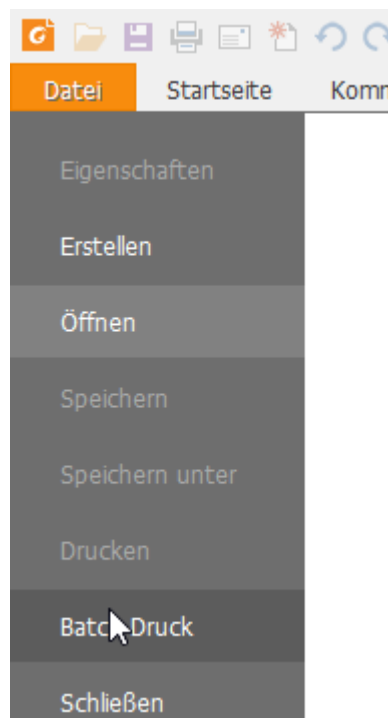 Datei Startseite Komm
Eigenschaften
Erstellen
Öffnen
Speichern
Speichern unter
Drucken
Batch-Druck
Schließen